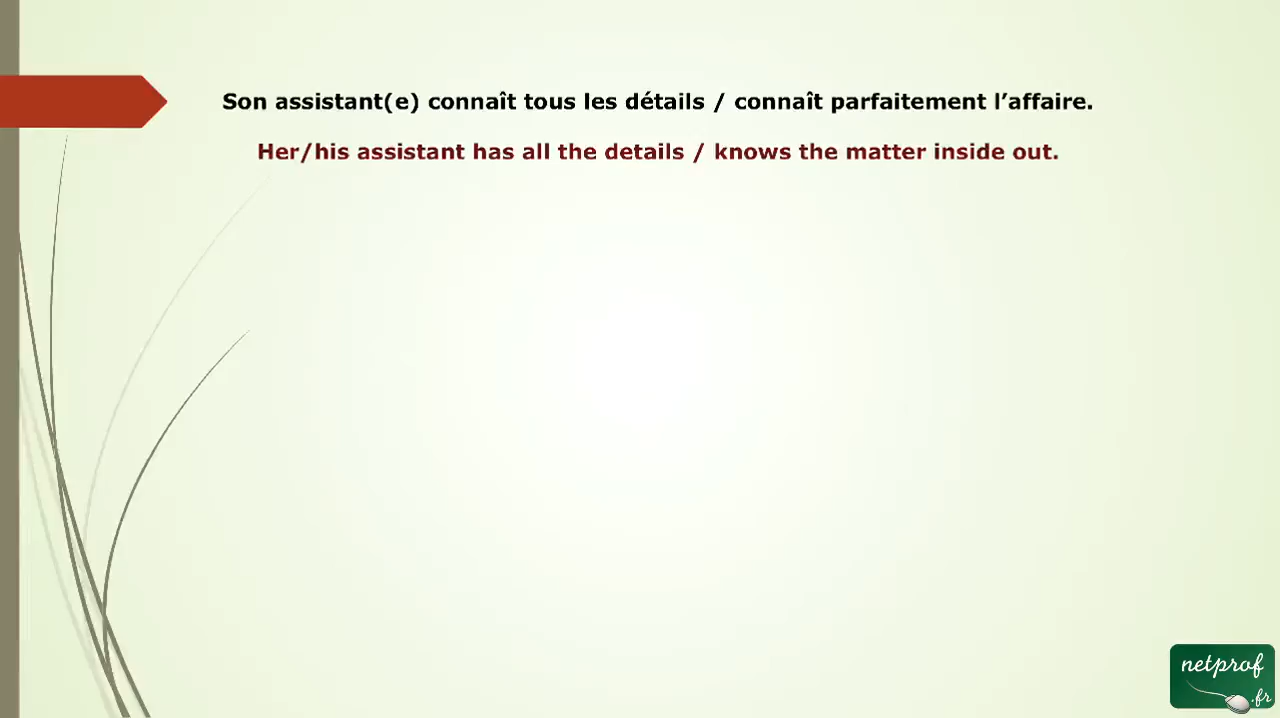 Son assistant(e) connaît tous les détails / connaît parfaitement l’affaire.
Her/his assistant has all the details / knows the matter inside out.
netprof
.fr